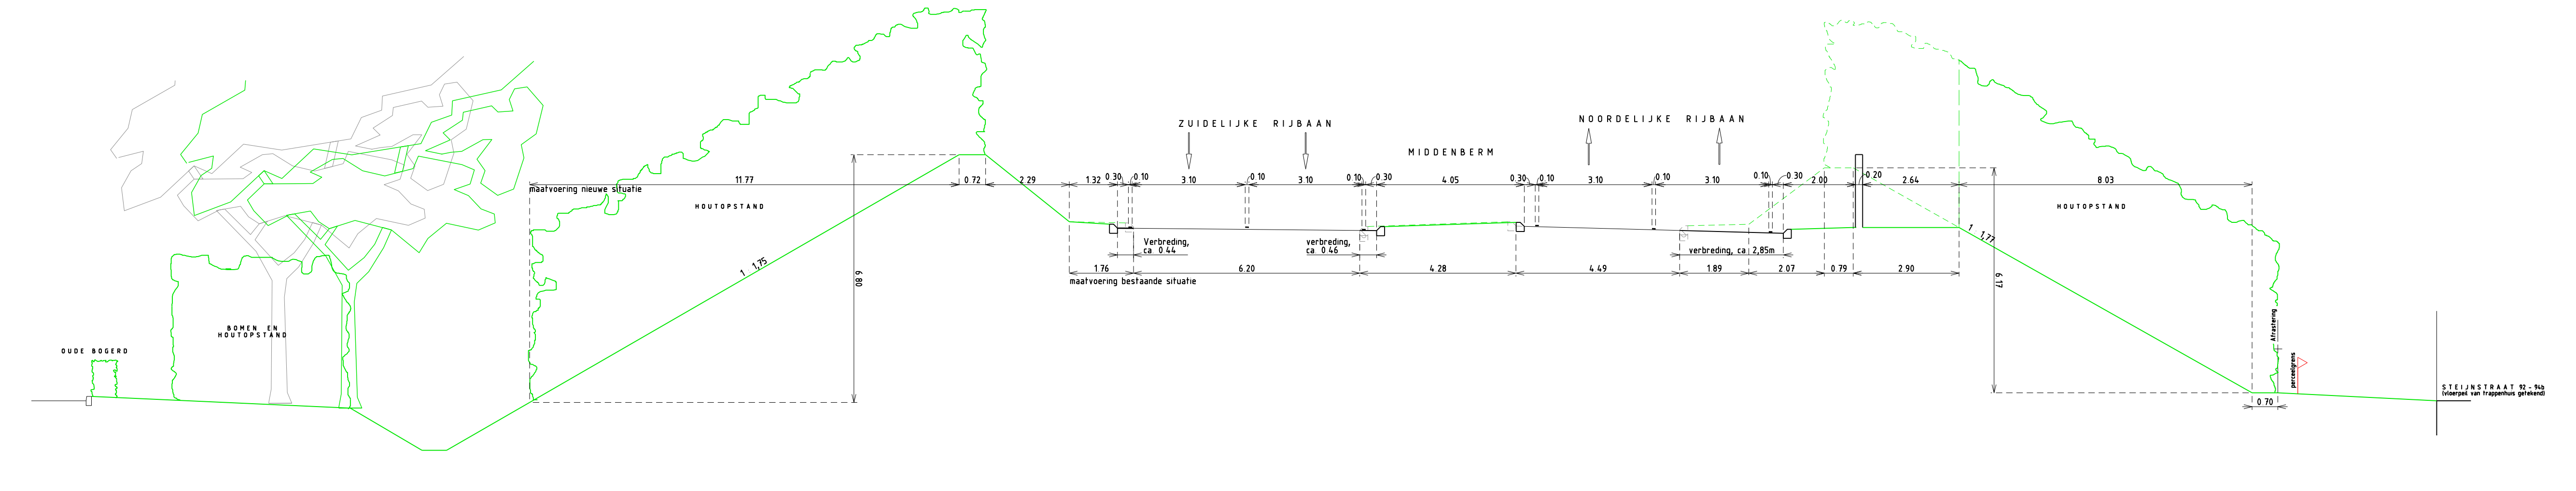 ZUIDELIJKE RIJBAAN
NOORDELIJKE RIJBAAN
MIDDENBERM
maatvoering nieuwe situatie
11.77
0.72
2.29
1.32
0.30
0.10
3.10
0.10
3.10
0.10
0.30
4.05
0.30
0.10
3.10
0.10
3.10
0.10
0.30
2.00
0.20
2.64
8.03
HOUTOPSTAND
HOUTOPSTAND
Verbreding,
ca 0.44
verbreding,
ca 0.46
verbreding, ca 2,85m
1 1,75
6.80
1 1,77
6.17
1.76
6.20
4.28
4.49
1.89
2.07
0.79
2.90
maatvoering bestaande situatie
BOMEN EN
HOUTOPSTAND
OUDE BOGERD
Afrastering
perceelgrens
0.70
STEIJNSTRAAT 92 - 94b
(vloerpeil van trappenhuis getekend)